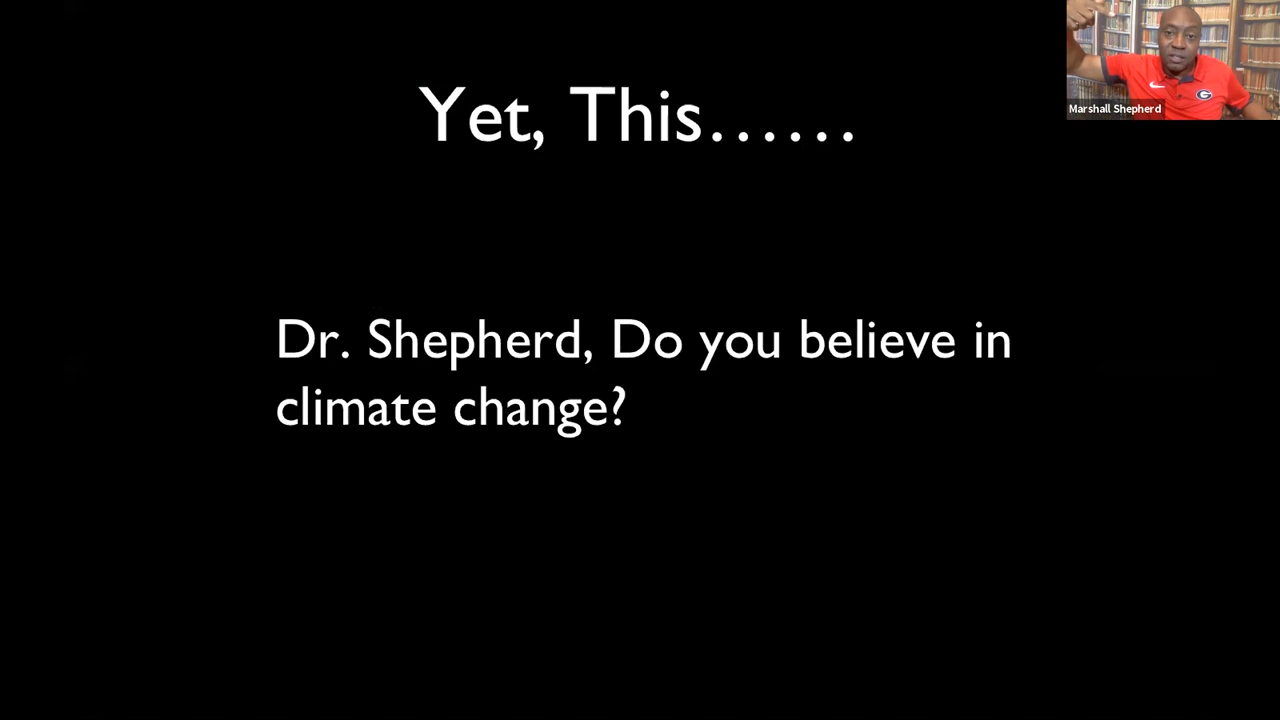 Yet, This......
Marshall Shepherd
Dr. Shepherd, Do you believe in
climate change?
G